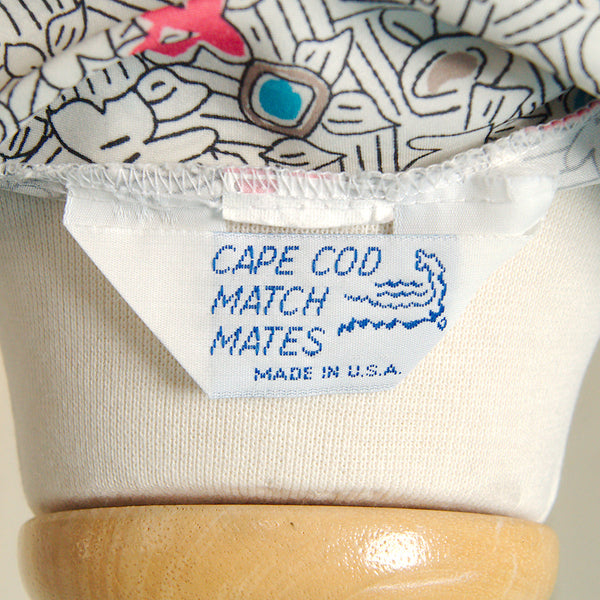 CAPE COD
MATCH
MATES
MADE IN U.S.A.